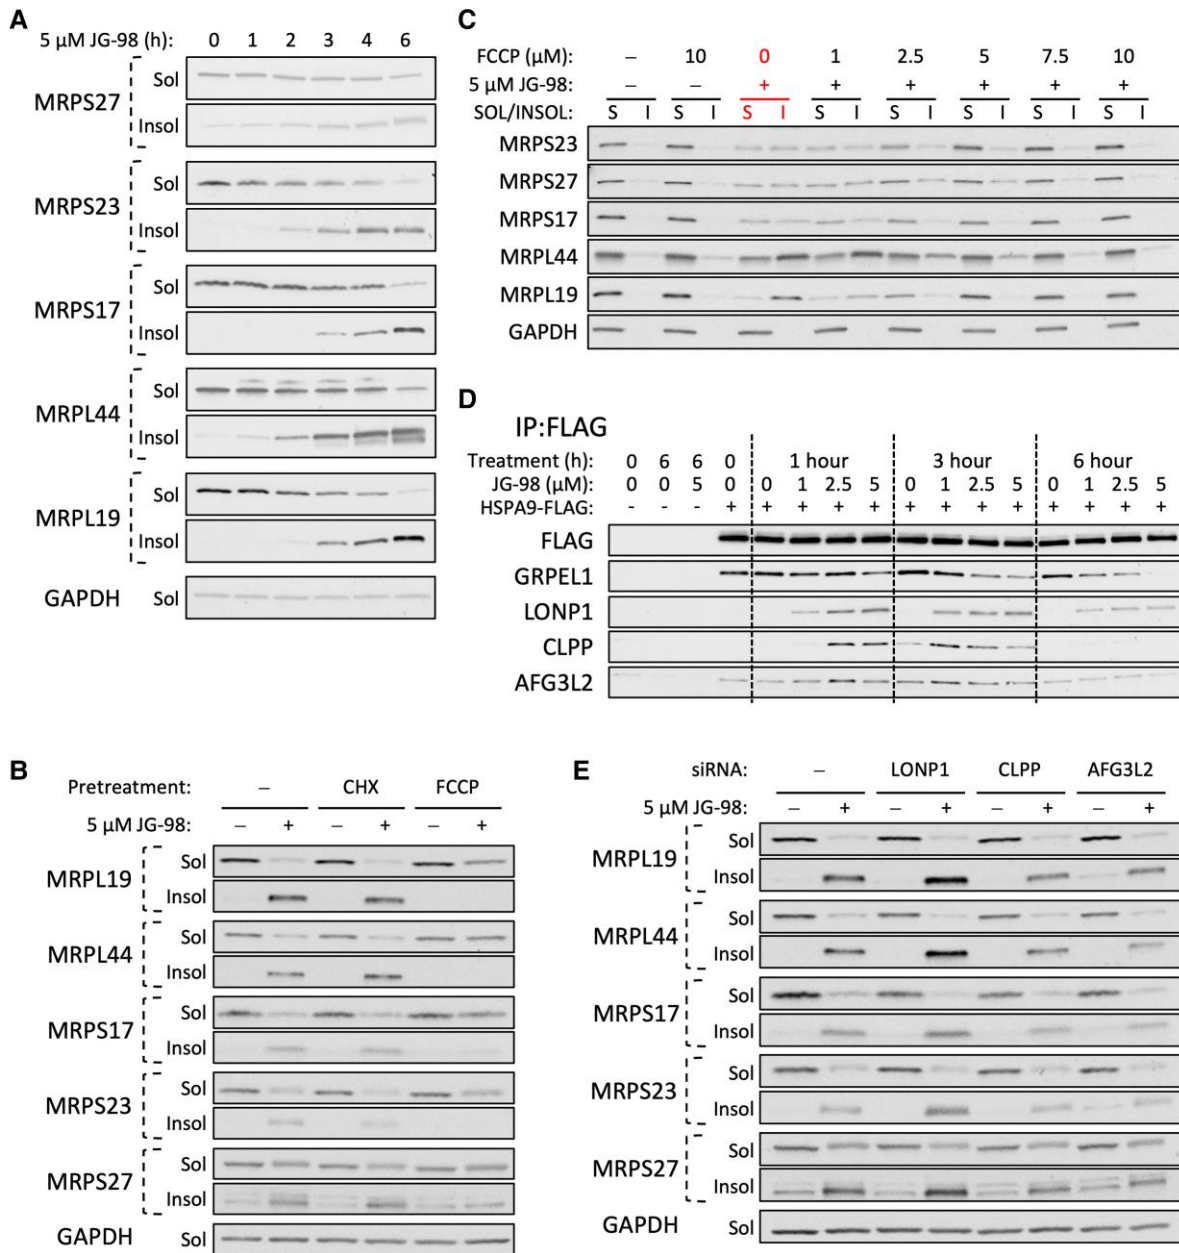 A
5 μM JG-98 (h): 0 1 2 3 4 6
MRPS27
Sol
Insol
MRPS23
Sol
Insol
MRPS17
Sol
Insol
MRPL44
Sol
Insol
MRPL19
Sol
Insol
GAPDH Sol
C
FCCP (μM): – 10 0 1 2.5 5 7.5 10
5 μM JG-98: – – + + + + + +
SOL/INSOL: S I S I S I S I S I S I S I S I
MRPS23
MRPS27
MRPS17
MRPL44
MRPL19
GAPDH
D
IP:FLAG
Treatment (h): 0 6 6 0 1 hour 3 hour 6 hour
JG-98 (μM): 0 0 5 0 0 1 2.5 5 0 1 2.5 5 0 1 2.5 5
HSPA9-FLAG: - - - + + + + + + + + + + + + +
FLAG
GRPEL1
LONP1
CLPP
AFG3L2
B
Pretreatment: – CHX FCCP
5 μM JG-98: – + – + – +
MRPL19
Sol
Insol
MRPL44
Sol
Insol
MRPS17
Sol
Insol
MRPS23
Sol
Insol
MRPS27
Sol
Insol
GAPDH Sol
E
siRNA: – LONP1 CLPP AFG3L2
5 μM JG-98: – + – + – + – +
MRPL19
Sol
Insol
MRPL44
Sol
Insol
MRPS17
Sol
Insol
MRPS23
Sol
Insol
MRPS27
Sol
Insol
GAPDH Sol